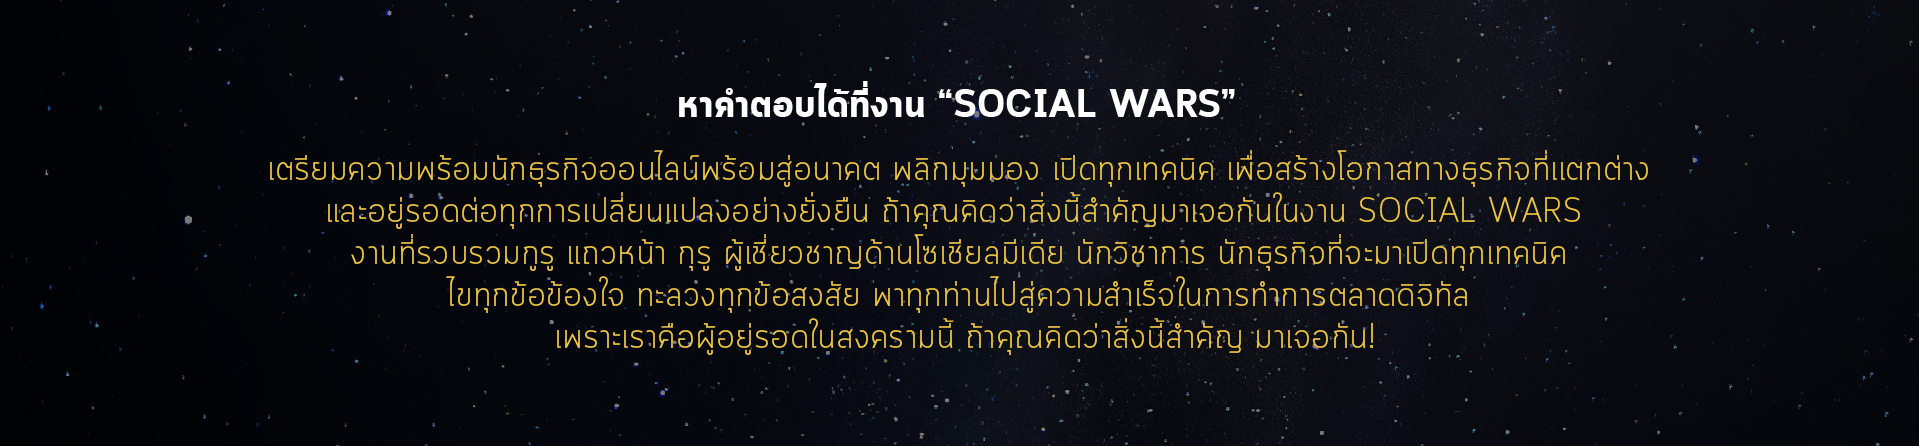 หาคำตอบได้ที่งาน “SOCIAL WARS”
เตรียมความพร้อมนักธุรกิจออนไลน์พร้อมสู่อนาคต พลิกมุมมอง เปิดทุกเทคนิค เพื่อสร้างโอกาสทางธุรกิจที่แตกต่าง
และอยู่รอดต่อทุกการเปลี่ยนแปลงอย่างยั่งยืน ถ้าคุณคิดว่าสิ่งนี้สำคัญมาเจอกันในงาน SOCIAL WARS
งานที่รวบรวมกูรู แถวหน้า กุรู ผู้เชี่ยวชาญด้านโซเชียลมีเดีย นักวิชาการ นักธุรกิจที่จะมาเปิดทุกเทคนิค
ไขทุกข้อข้องใจ ทะลวงทุกข้อสงสัย พาทุกท่านไปสู่ความสำเร็จในการทำการตลาดดิจิทัล
เพราะเราคือผู้อยู่รอดในสงครามนี้ ถ้าคุณคิดว่าสิ่งนี้สำคัญ มาเจอกัน!